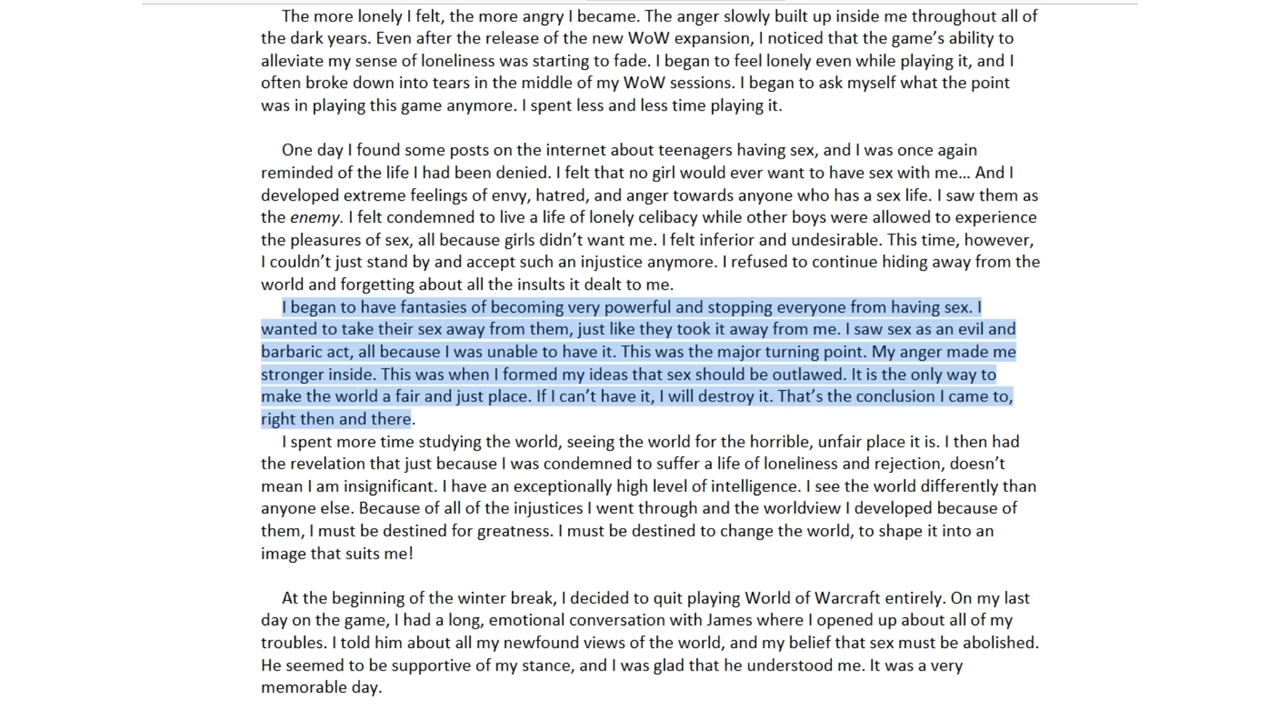 The more lonely I felt, the more angry I became. The anger slowly built up inside me throughout all of
the dark years. Even after the release of the new WoW expansion, I noticed that the game's ability to
alleviate my sense of loneliness was starting to fade. I began to feel lonely even while playing it, and I
often broke down into tears in the middle of my WoW sessions. I began to ask myself what the point
was in playing this game anymore. I spent less and less time playing it.
One day I found some posts on the internet about teenagers having sex, and I was once again
reminded of the life I had been denied. I felt that no girl would ever want to have sex with me... And I
developed extreme feelings of envy, hatred, and anger towards anyone who has a sex life. I saw them as
the enemy. I felt condemned to live a life of lonely celibacy while other boys were allowed to experience
the pleasures of sex, all because girls didn't want me. I felt inferior and undesirable. This time, however,
I couldn't just stand by and accept such an injustice anymore. I refused to continue hiding away from the
world and forgetting about all the insults it dealt to me.
I began to have fantasies of becoming very powerful and stopping everyone from having sex. I
wanted to take their sex away from them, just like they took it away from me. I saw sex as an evil and
barbaric act, all because I was unable to have it. This was the major turning point. My anger made me
stronger inside. This was when I formed my ideas that sex should be outlawed. It is the only way to
make the world a fair and just place. If I can't have it, I will destroy it. That's the conclusion I came to,
right then and there.
I spent more time studying the world, seeing the world for the horrible, unfair place it is. I then had
the revelation that just because I was condemned to suffer a life of loneliness and rejection, doesn't
mean I am insignificant. I have an exceptionally high level of intelligence. I see the world differently than
anyone else. Because of all of the injustices I went through and the worldview I developed because of
them, I must be destined for greatness. I must be destined to change the world, to shape it into an
image that suits me!
At the beginning of the winter break, I decided to quit playing World of Warcraft entirely. On my last
day on the game, I had a long, emotional conversation with James where I opened up about all of my
troubles. I told him about all my newfound views of the world, and my belief that sex must be abolished.
He seemed to be supportive of my stance, and I was glad that he understood me. It was a very
memorable day.